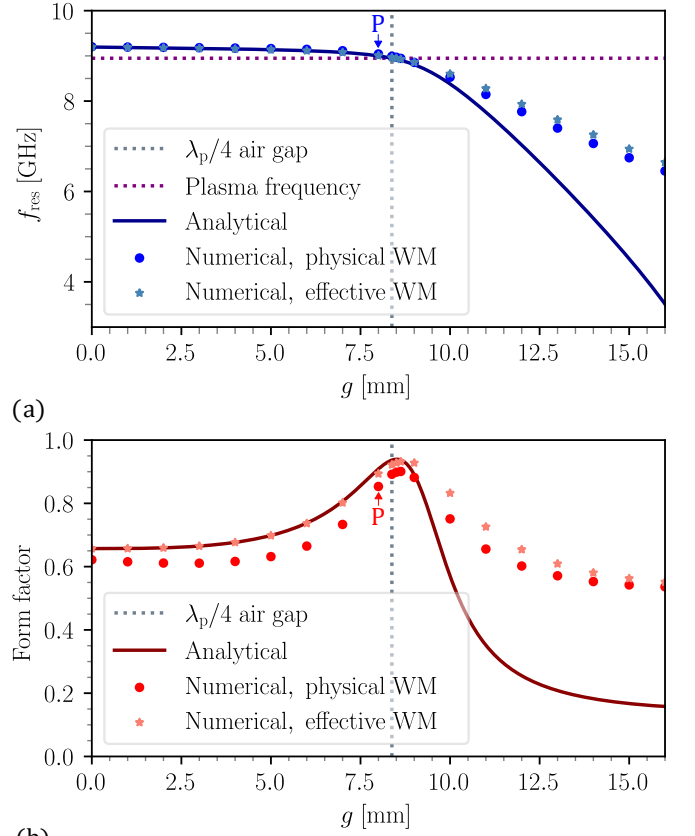 10
P
8
6
4
f_res [GHz]
λ_p/4 air gap
Plasma frequency
Analytical
Numerical, physical WM
Numerical, effective WM
0.0 2.5 5.0 7.5 10.0 12.5 15.0
g [mm]
(a)
1.0
0.8
0.6
0.4
0.2
0.0
P
Form factor
λ_p/4 air gap
Analytical
Numerical, physical WM
Numerical, effective WM
0.0 2.5 5.0 7.5 10.0 12.5 15.0
g [mm]
(b)